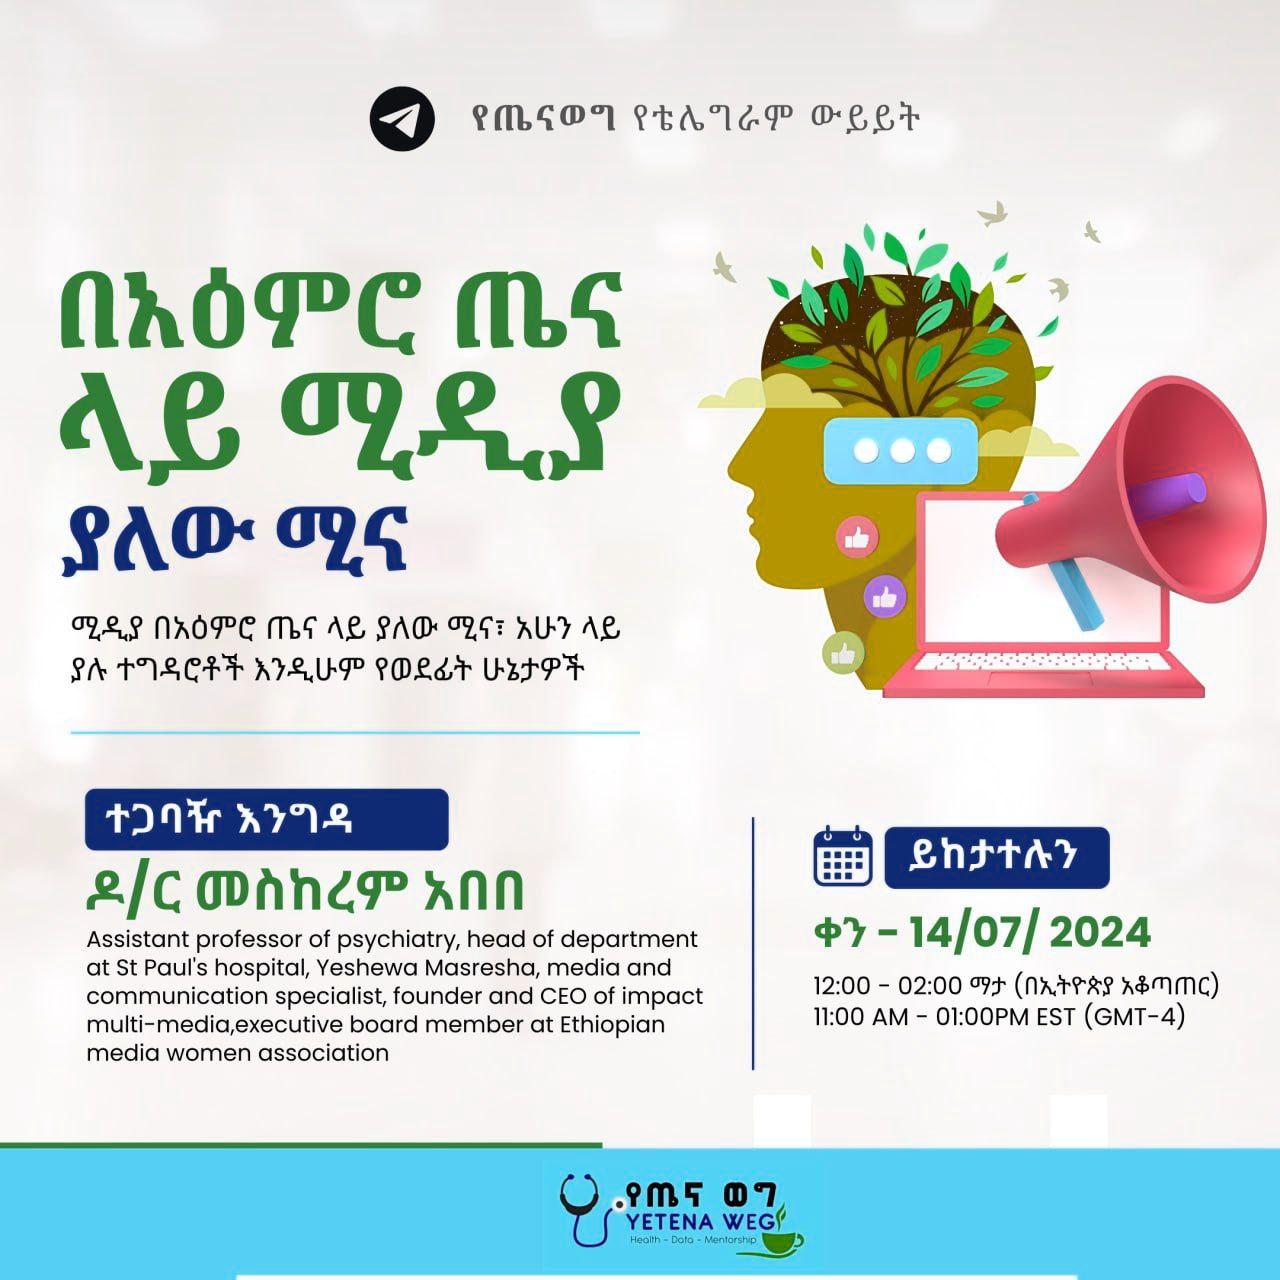 የጤናወግ የቴሌግራም ውይይት
በአዕምሮ ጤና
ላይ ሚዲያ
ያለው ሚና
ሚዲያ በአዕምሮ ጤና ላይ ያለው ሚና፣ አሁን ላይ
ያሉ ተግዳሮቶች እንዲሁም የወደፊት ሁኔታዎች
ተጋባዥ እንግዳ
ዶ/ር መስከረም አበበ
Assistant professor of psychiatry, head of department
at St Paul's hospital, Yeshewa Masresha, media and
communication specialist, founder and CEO of impact
multi-media,executive board member at Ethiopian
media women association
ይከታተሉን
ቀን - 14/07/ 2024
12:00 - 02:00 ማታ (በኢትዮጵያ አቆጣጠር)
11:00 AM - 01:00PM EST (GMT-4)
የጤና ወግ
YETENA WEG
Health - Data - Mentorship